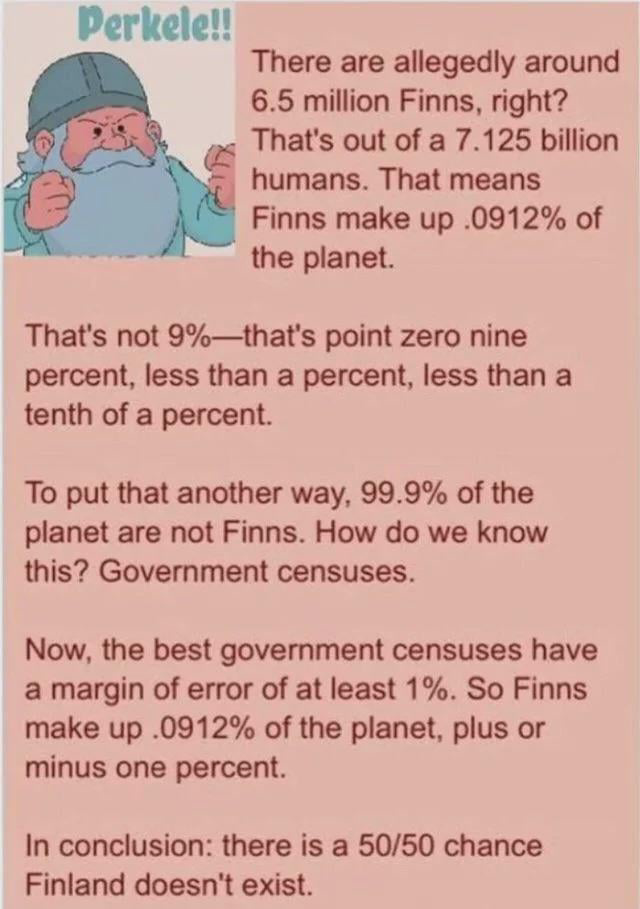 Perkele!!
There are allegedly around
6.5 million Finns, right?
That's out of a 7.125 billion
humans. That means
Finns make up .0912% of
the planet.
That's not 9%—that's point zero nine
percent, less than a percent, less than a
tenth of a percent.
To put that another way, 99.9% of the
planet are not Finns. How do we know
this? Government censuses.
Now, the best government censuses have
a margin of error of at least 1%. So Finns
make up .0912% of the planet, plus or
minus one percent.
In conclusion: there is a 50/50 chance
Finland doesn't exist.